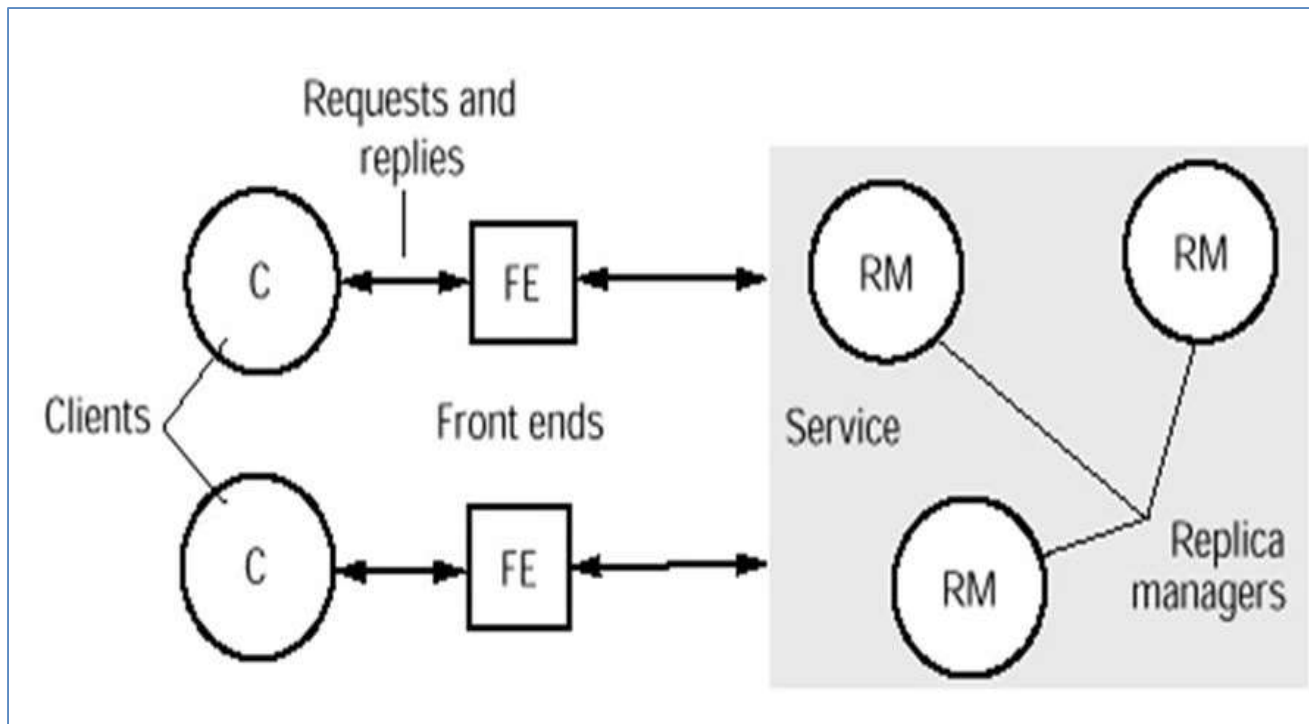 Requests and
replies
C
FE
RM
RM
Clients
Front ends
Service
C
FE
RM
Replica
managers